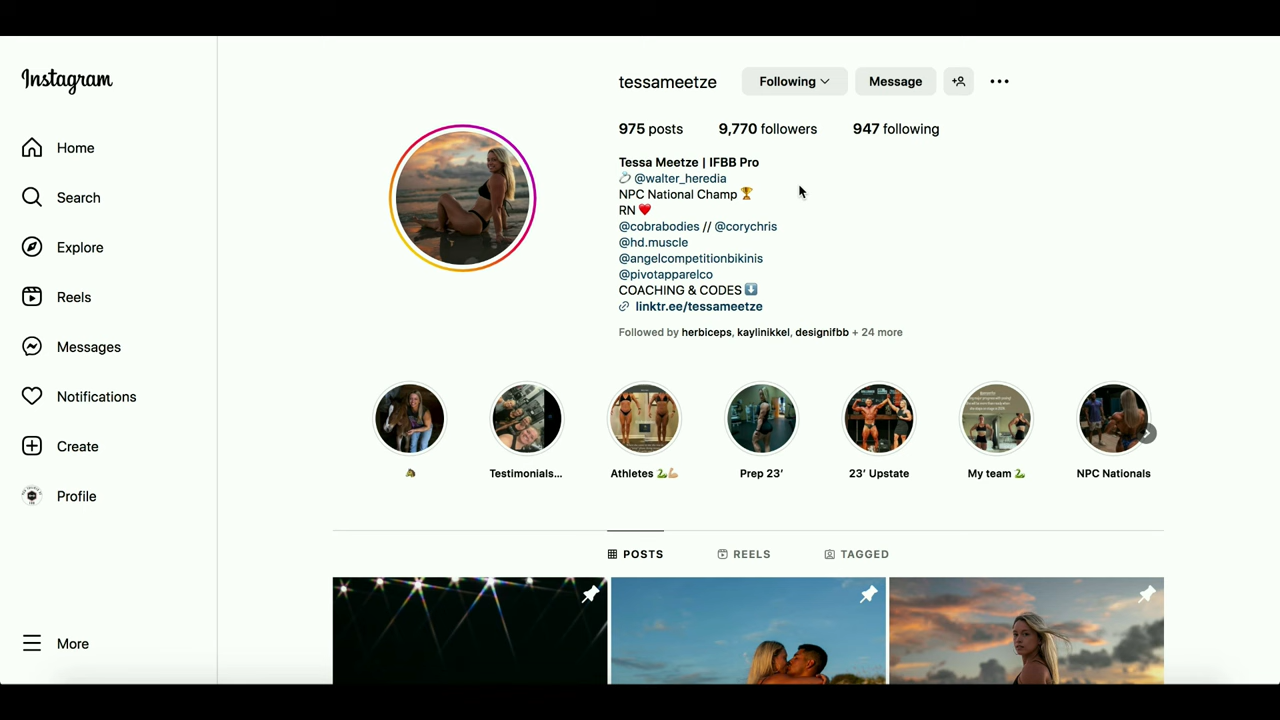 Instagram
Home
Search
Explore
Reels
Messages
Notifications
Create
Profile
More
tessameetze Following Message
975 posts 9,770 followers 947 following
Tessa Meetze | IFBB Pro
💍 @walter_heredia
NPC National Champ 🏆
RN ❤️
@cobrabodies // @corychris
@hd.muscle
@angelcompetitionbikinis
@pivotapparelco
COACHING & CODES ⬇️
linktr.ee/tessameetze
Followed by herbiceps, kaylinikkel, designifbb + 24 more
🐴 Testimonials... Athletes 🐍💪🏼 Prep 23' 23' Upstate My team 🐍 NPC Nationals
POSTS REELS TAGGED